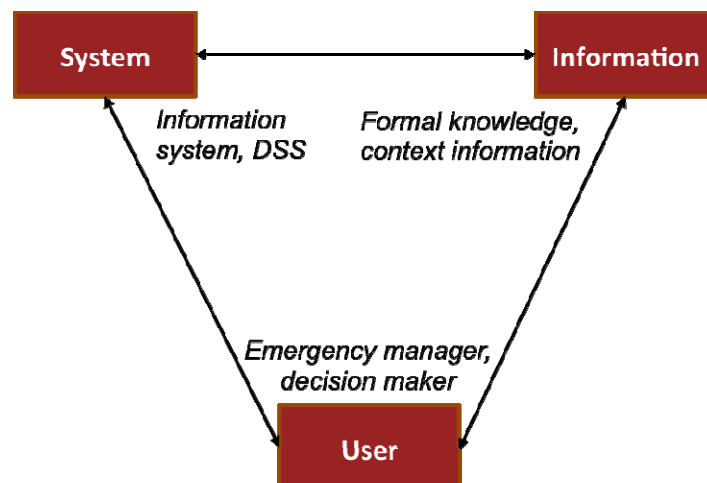 System
Information
Information
system, DSS
Formal knowledge,
context information
Emergency manager,
decision maker
User